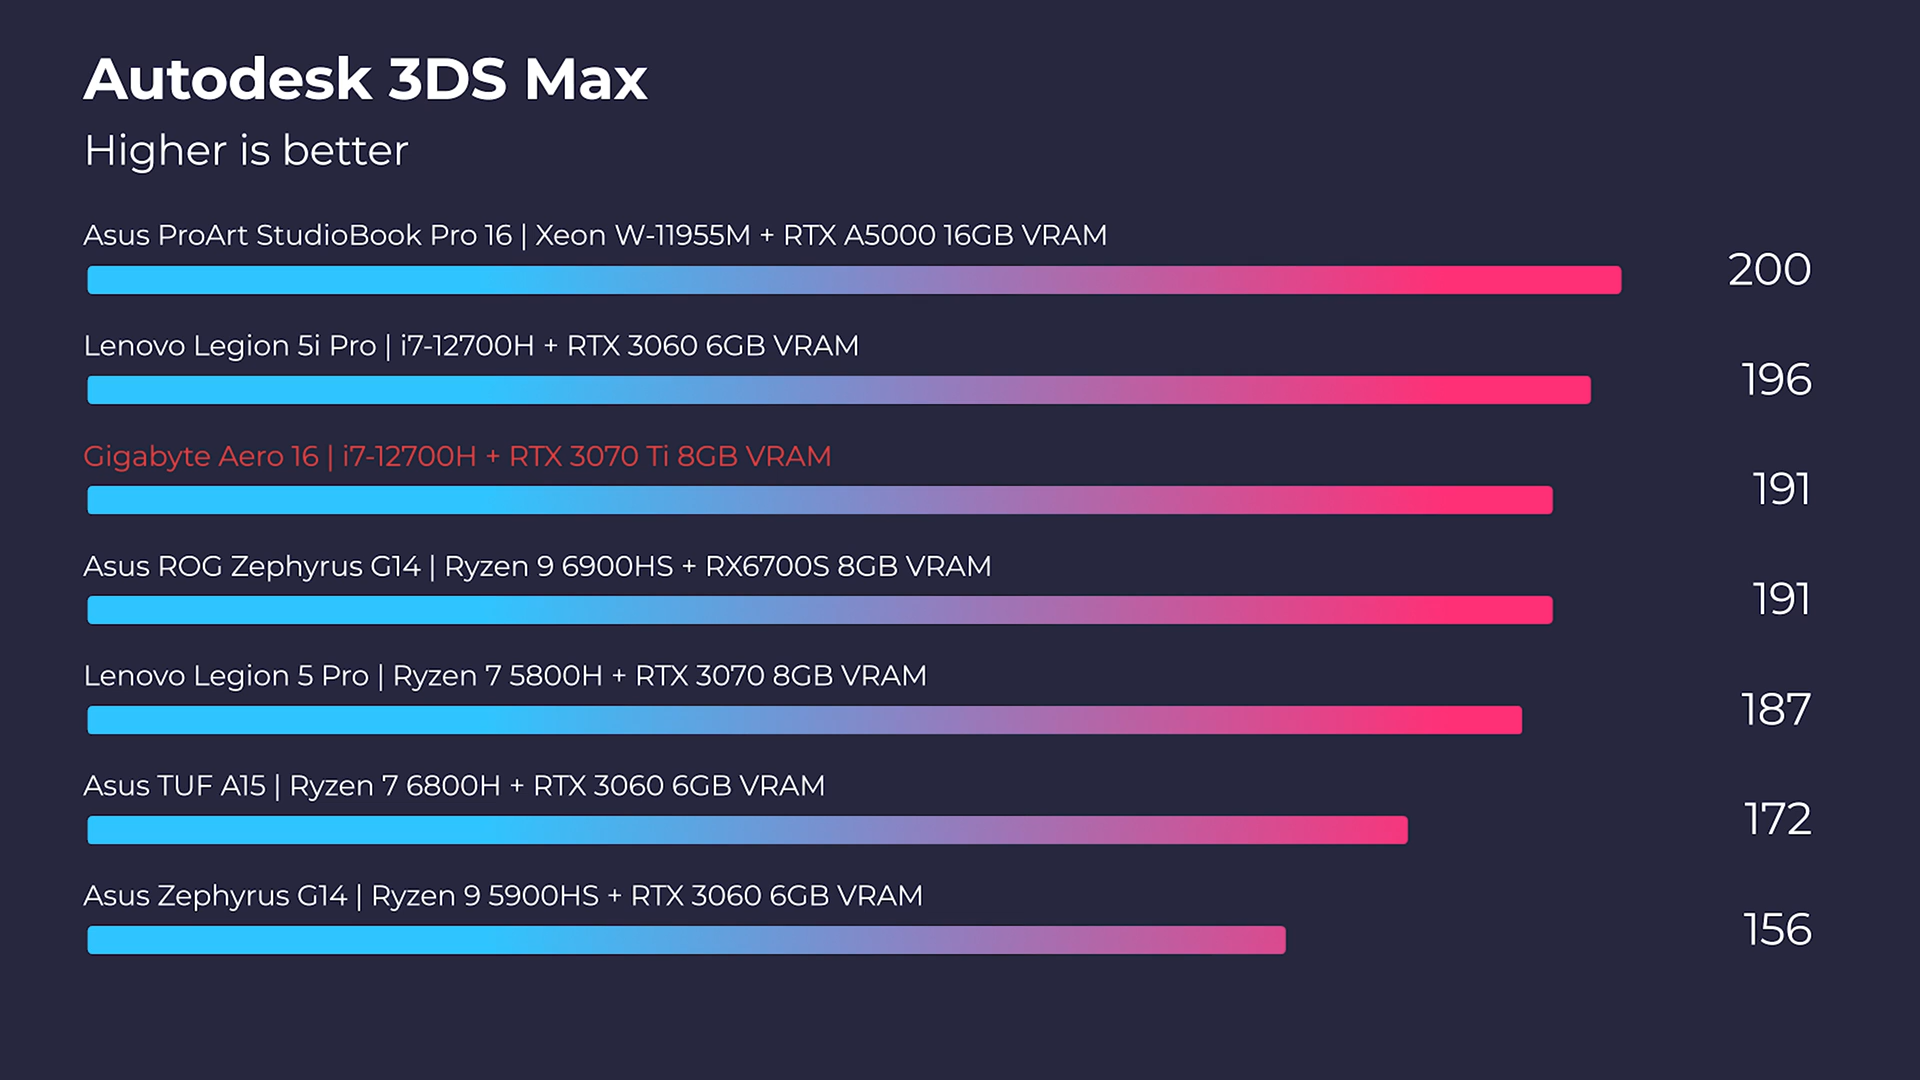 Autodesk 3DS Max
Higher is better
Asus ProArt StudioBook Pro 16 | Xeon W-11955M + RTX A5000 16GB VRAM
200
Lenovo Legion 5i Pro | i7-12700H + RTX 3060 6GB VRAM
196
Gigabyte Aero 16 | i7-12700H + RTX 3070 Ti 8GB VRAM
191
Asus ROG Zephyrus G14 | Ryzen 9 6900HS + RX6700S 8GB VRAM
191
Lenovo Legion 5 Pro | Ryzen 7 5800H + RTX 3070 8GB VRAM
187
Asus TUF A15 | Ryzen 7 6800H + RTX 3060 6GB VRAM
172
Asus Zephyrus G14 | Ryzen 9 5900HS + RTX 3060 6GB VRAM
156